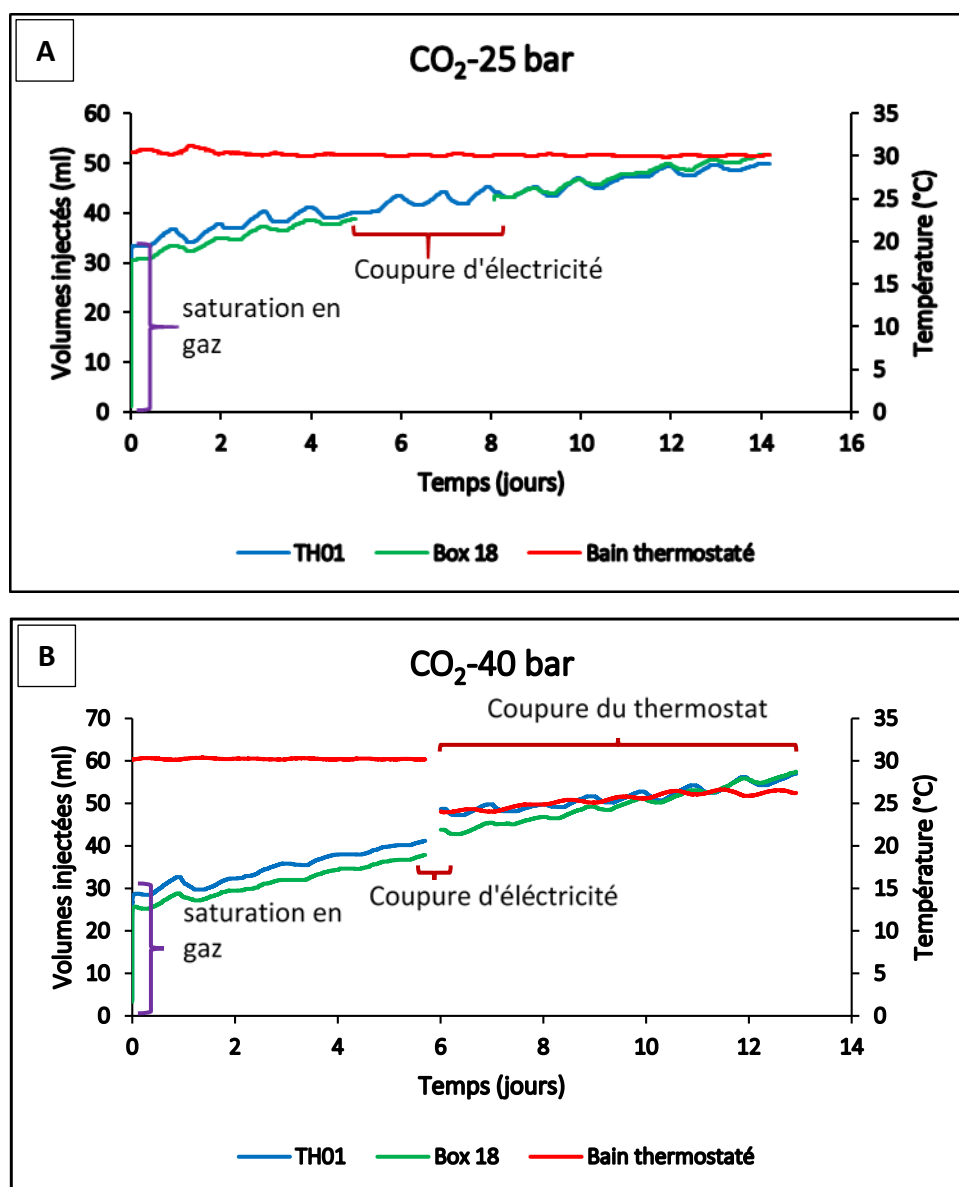 A
CO₂-25 bar
Volumes injectés (ml)
60
50
40
30
20
10
0
35
30
25
20
15
10
5
0
Température (°C)
Coupure d'électricité
saturation en
gaz
0 2 4 6 8 10 12 14 16
Temps (jours)
TH01 Box 18 Bain thermostaté
B
CO₂-40 bar
Coupure du thermostat
Volumes injectées (ml)
70
60
50
40
30
20
10
0
35
30
25
20
15
10
5
0
Température (°C)
Coupure d'éléctricité
saturation en
gaz
0 2 4 6 8 10 12 14
Temps (jours)
TH01 Box 18 Bain thermostaté